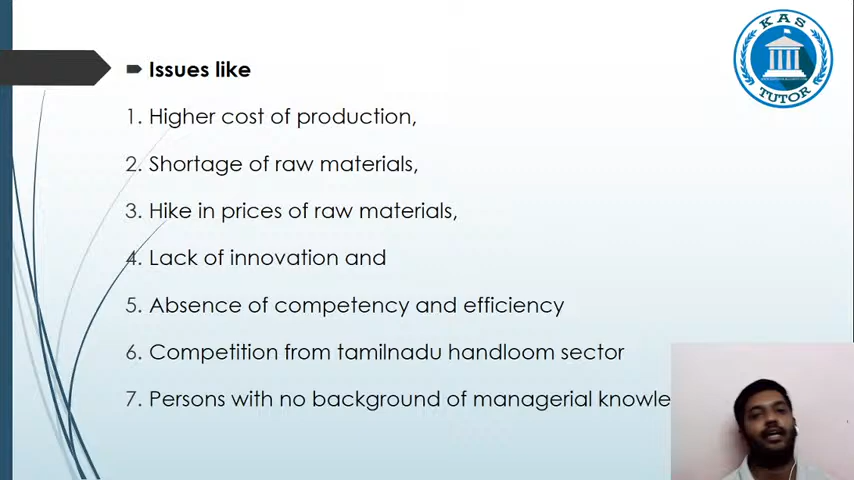 Issues like
1. Higher cost of production,
2. Shortage of raw materials,
3. Hike in prices of raw materials,
4. Lack of innovation and
5. Absence of competency and efficiency
6. Competition from tamilnadu handloom sector
7. Persons with no background of managerial knowle
KAS
TUTOR